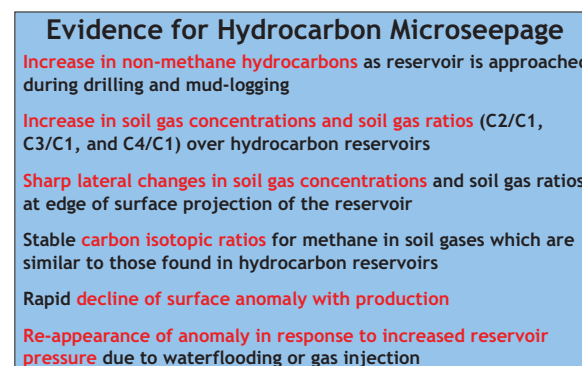 Evidence for Hydrocarbon Microseepage
Increase in non-methane hydrocarbons as reservoir is approached
during drilling and mud-logging
Increase in soil gas concentrations and soil gas ratios (C2/C1,
C3/C1, and C4/C1) over hydrocarbon reservoirs
Sharp lateral changes in soil gas concentrations and soil gas ratios
at edge of surface projection of the reservoir
Stable carbon isotopic ratios for methane in soil gases which are
similar to those found in hydrocarbon reservoirs
Rapid decline of surface anomaly with production
Re-appearance of anomaly in response to increased reservoir
pressure due to waterflooding or gas injection